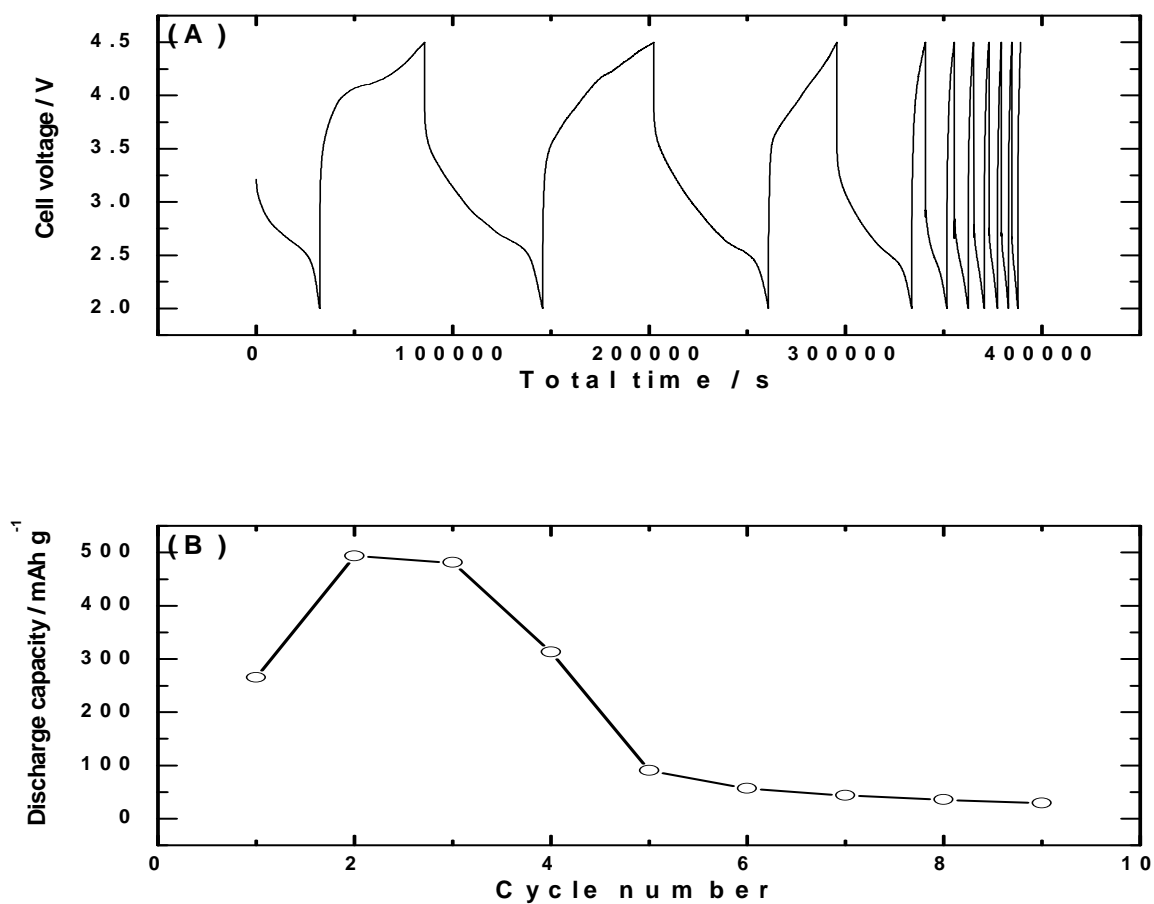 (A)
4.5
4.0
3.5
3.0
2.5
2.0
Cell voltage / V
0 100000 200000 300000 400000
Total time / s
(B)
500
400
300
200
100
0
Discharge capacity / mAh g-1
0 2 4 6 8 10
Cycle number